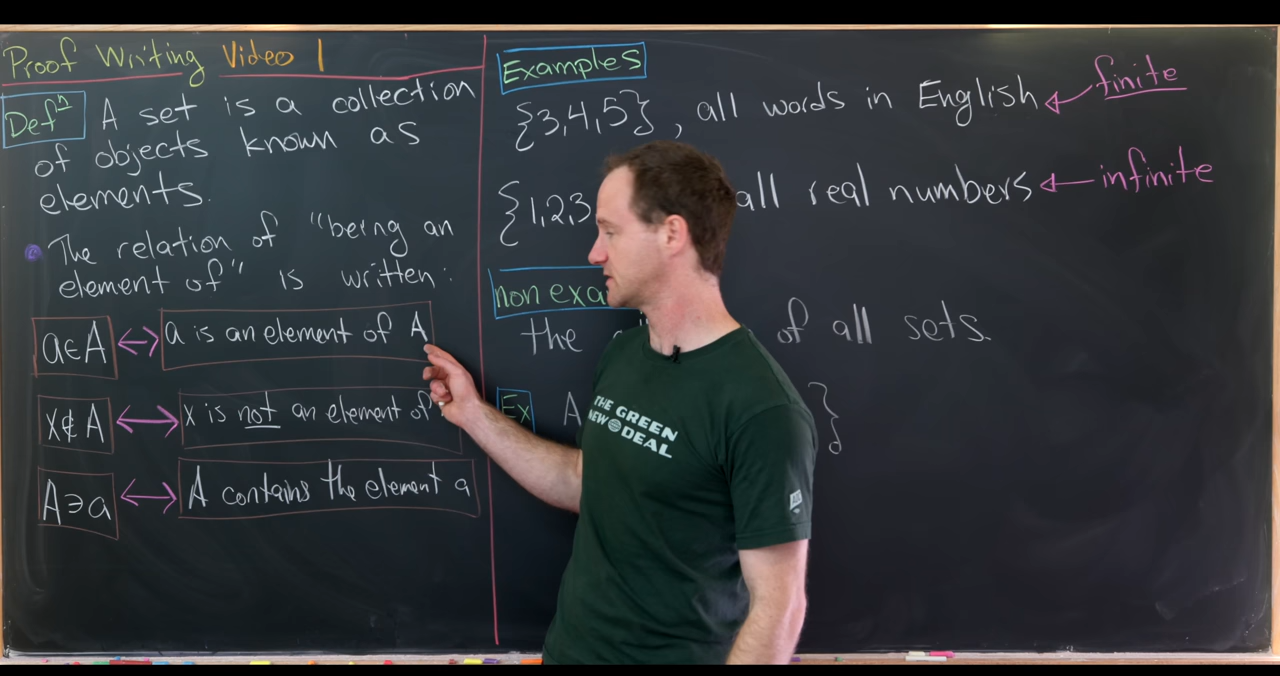 Proof Writing Video 1
Defⁿ A set is a collection
of objects known as
elements.
The relation of "being an
element of" is written:
a∈A ↔ a is an element of A
x∉A ↔ x is not an element of
A∋a ↔ A contains the element a
Examples
{3,4,5}, all words in English ← finite
{1,2,3 all real numbers ← infinite
the of all sets.
Ex A }
THE GREEN
NEW DEAL